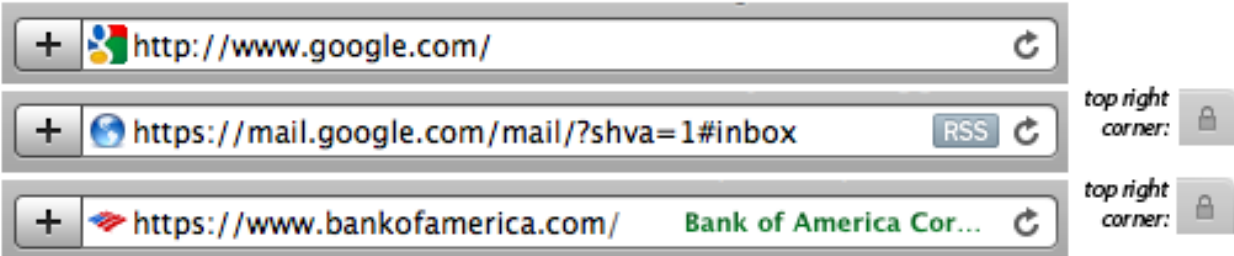 + http://www.google.com/
+ https://mail.google.com/mail/?shva=1#inbox RSS
top right
corner:
+ https://www.bankofamerica.com/ Bank of America Cor...
top right
corner: